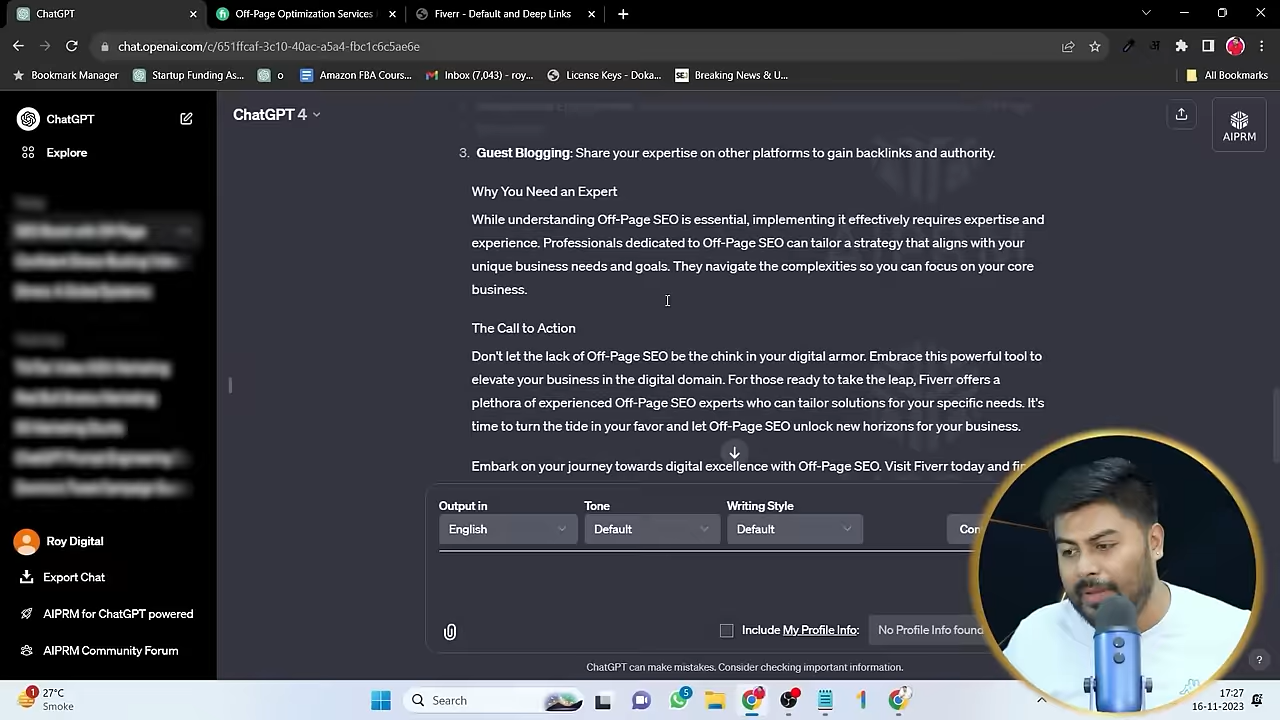 ChatGPT
Off-Page Optimization Services
Fiverr - Default and Deep Links
chat.openai.com/c/651ffcaf-3c10-40ac-a5a4-fbc1c6c5ae6e
Bookmark Manager
Startup Funding As...
o
Amazon FBA Cours...
Inbox (7,043) - roy...
License Keys - Doka...
SEJ
Breaking News & U...
All Bookmarks
ChatGPT
ChatGPT 4
AIPRM
Explore
3. Guest Blogging: Share your expertise on other platforms to gain backlinks and authority.
Why You Need an Expert
While understanding Off-Page SEO is essential, implementing it effectively requires expertise and
experience. Professionals dedicated to Off-Page SEO can tailor a strategy that aligns with your
unique business needs and goals. They navigate the complexities so you can focus on your core
business.
The Call to Action
Don't let the lack of Off-Page SEO be the chink in your digital armor. Embrace this powerful tool to
elevate your business in the digital domain. For those ready to take the leap, Fiverr offers a
plethora of experienced Off-Page SEO experts who can tailor solutions for your specific needs. It's
time to turn the tide in your favor and let Off-Page SEO unlock new horizons for your business.
Embark on your journey towards digital excellence with Off-Page SEO. Visit Fiverr today and
Output in
Tone
Writing Style
English
Default
Default
Con
Include My Profile Info:
No Profile Info found
ChatGPT can make mistakes. Consider checking important information.
Roy Digital
Export Chat
AIPRM for ChatGPT powered
AIPRM Community Forum
?
1
27°C
Smoke
Search
5
17:27
16-11-2023